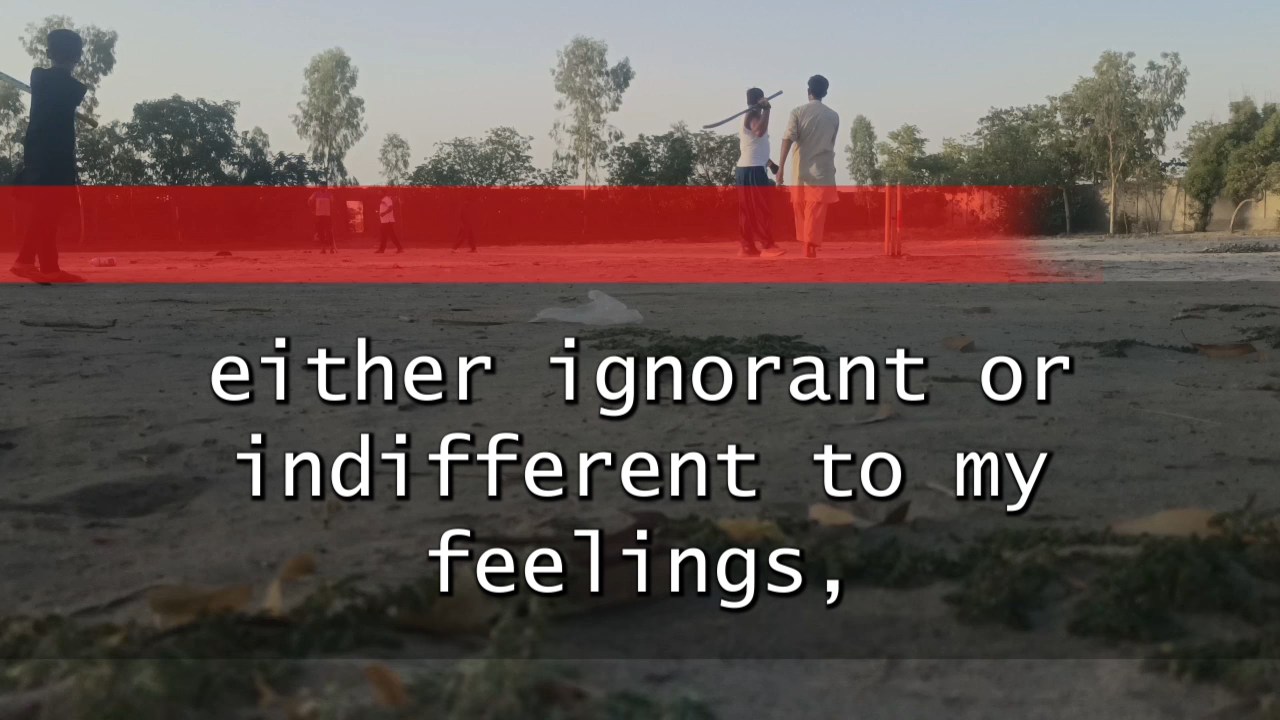 either ignorant or
indifferent to my
feelings,